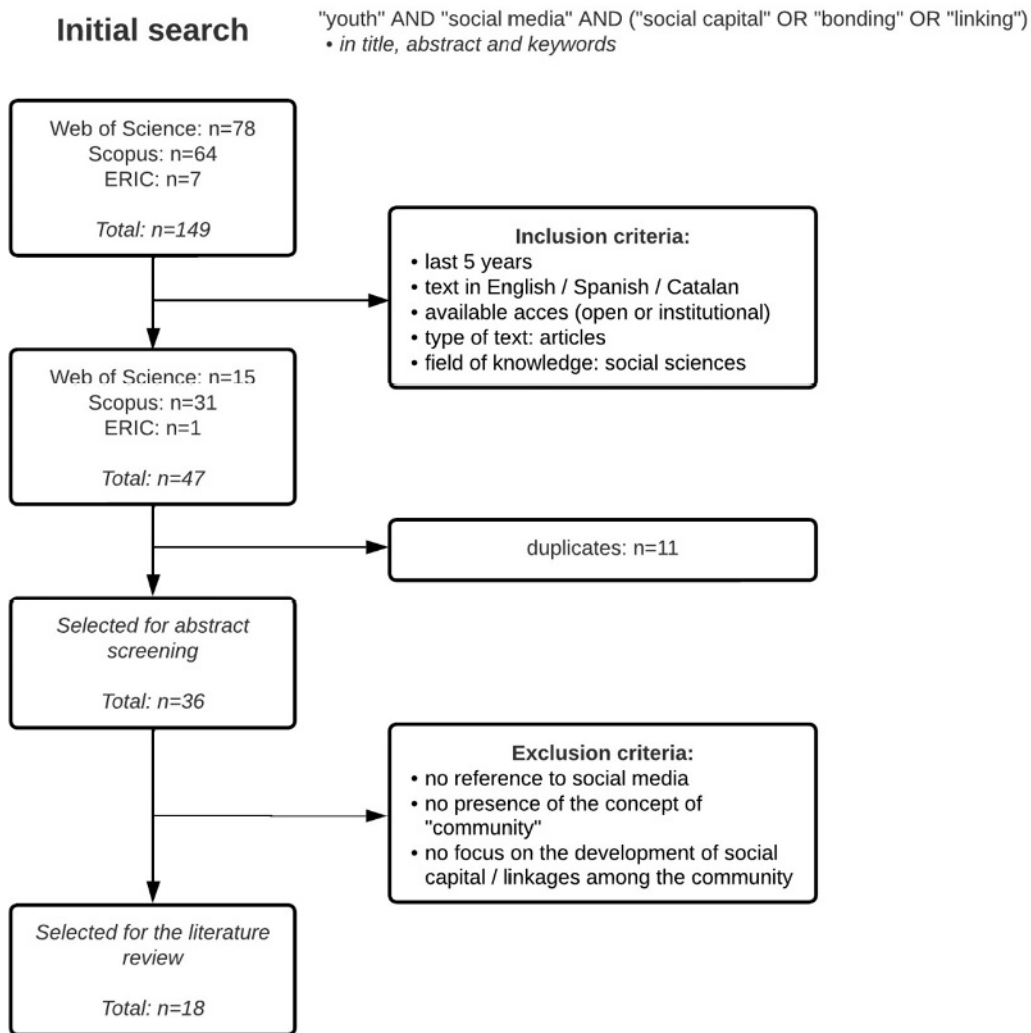 Initial search
"youth" AND "social media" AND ("social capital" OR "bonding" OR "linking")
• in title, abstract and keywords
Web of Science: n=78
Scopus: n=64
ERIC: n=7
Total: n=149
Inclusion criteria:
• last 5 years
• text in English / Spanish / Catalan
• available acces (open or institutional)
• type of text: articles
• field of knowledge: social sciences
Web of Science: n=15
Scopus: n=31
ERIC: n=1
Total: n=47
duplicates: n=11
Selected for abstract
screening
Total: n=36
Exclusion criteria:
• no reference to social media
• no presence of the concept of
"community"
• no focus on the development of social
capital / linkages among the community
Selected for the literature
review
Total: n=18